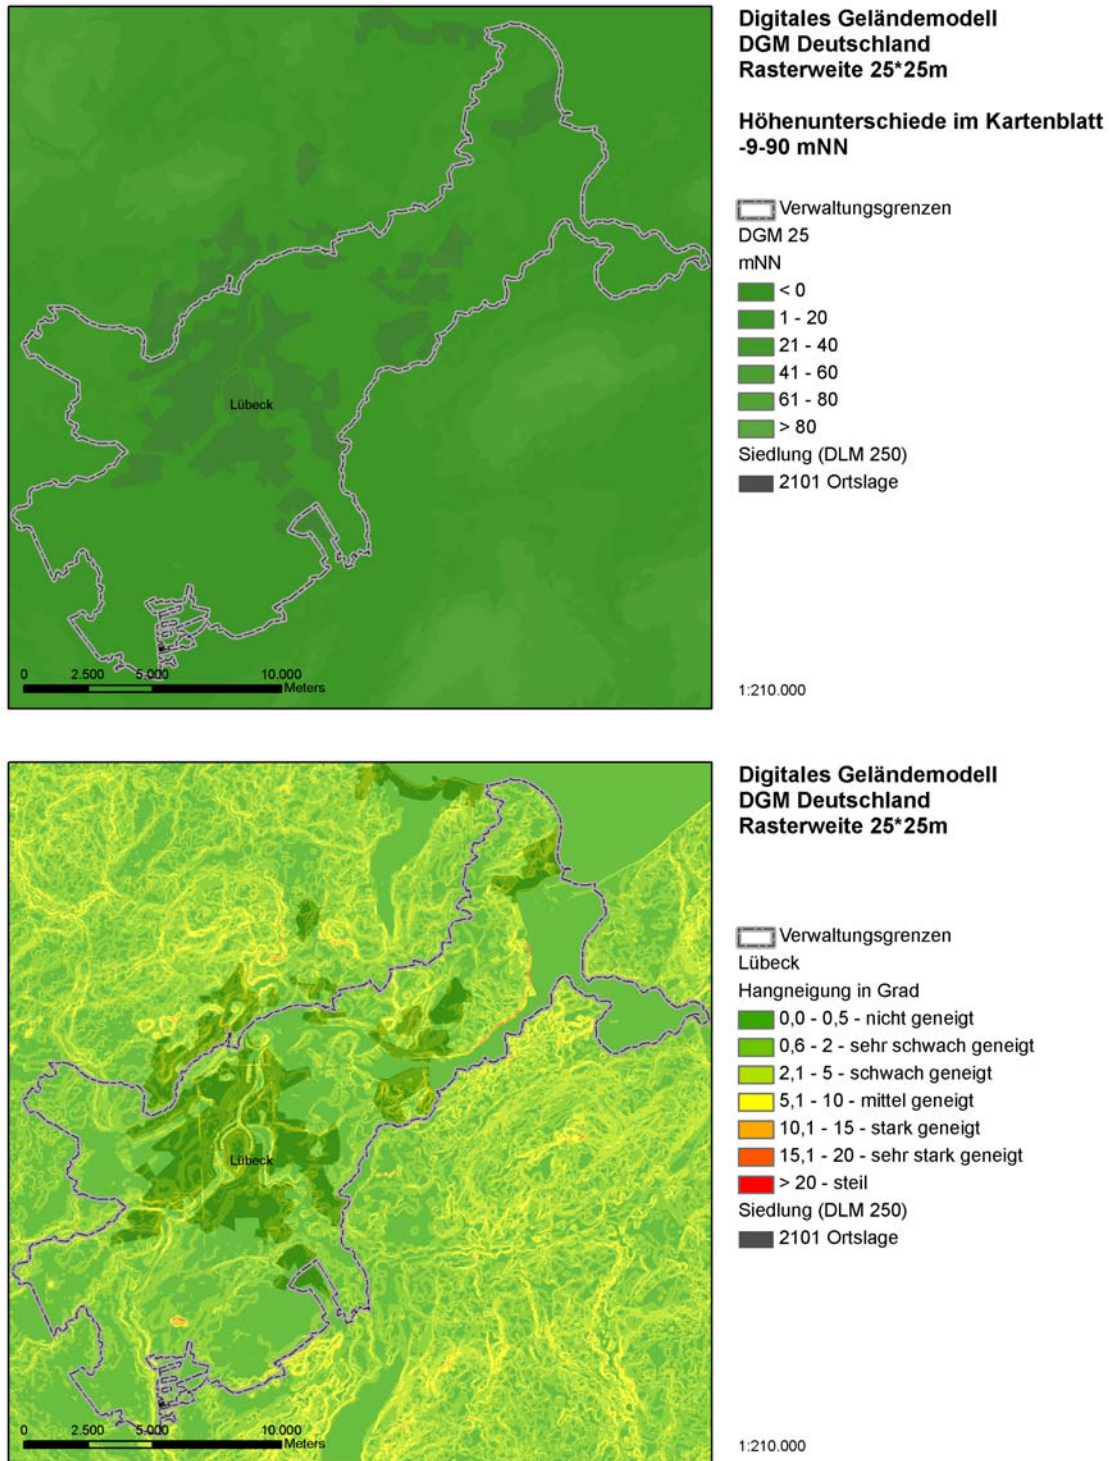 Digitales Geländemodell
DGM Deutschland
Rasterweite 25*25m
Höhenunterschiede im Kartenblatt
-9-90 mNN
Verwaltungsgrenzen
DGM 25
mNN
< 0
1 - 20
21 - 40
41 - 60
61 - 80
> 80
Siedlung (DLM 250)
2101 Ortslage
Lübeck
0 2.500 5.000 10.000
Meters
1:210.000
Digitales Geländemodell
DGM Deutschland
Rasterweite 25*25m
Verwaltungsgrenzen
Lübeck
Hangneigung in Grad
0,0 - 0,5 - nicht geneigt
0,6 - 2 - sehr schwach geneigt
2,1 - 5 - schwach geneigt
5,1 - 10 - mittel geneigt
10,1 - 15 - stark geneigt
15,1 - 20 - sehr stark geneigt
> 20 - steil
Siedlung (DLM 250)
2101 Ortslage
Lübeck
0 2.500 5.000 10.000
Meters
1:210.000